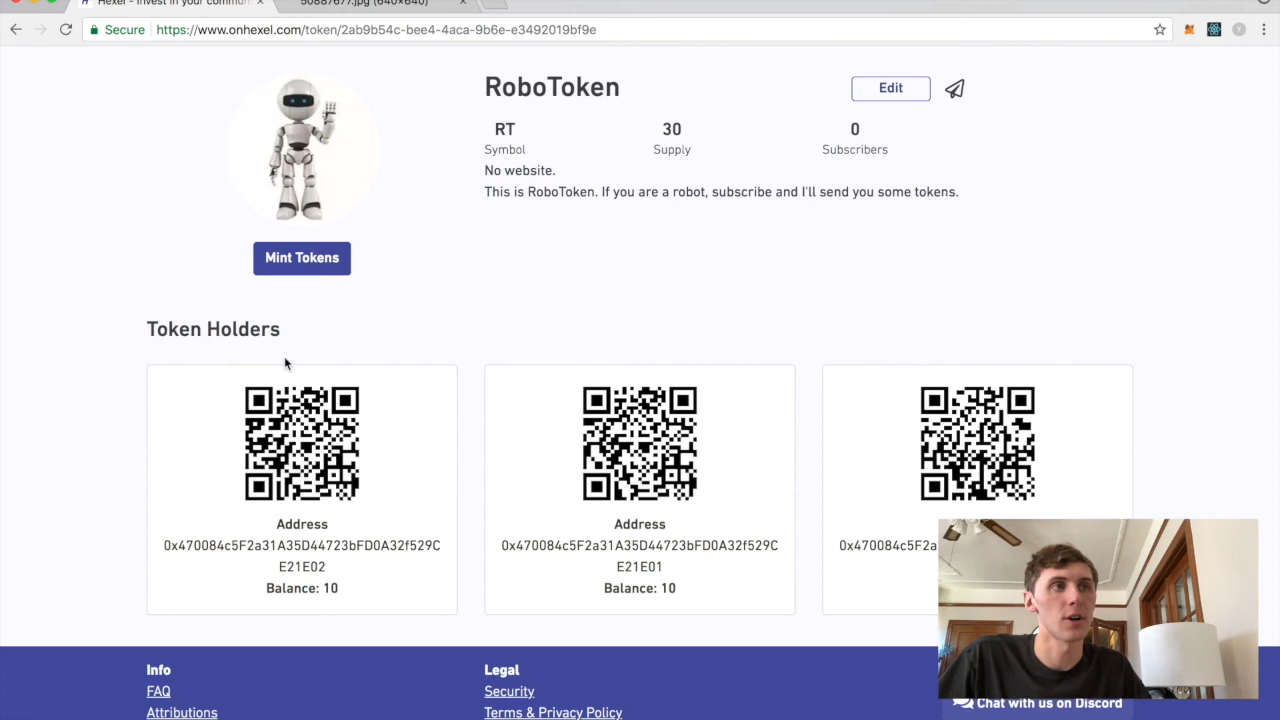 Hexel - Invest in your commun
50887677.jpg (640×640)
Secure
https://www.onhexel.com/token/2ab9b54c-bee4-4aca-9b6e-e3492019bf9e
RoboToken
Edit
RT
30
0
Symbol
Supply
Subscribers
No website.
This is RoboToken. If you are a robot, subscribe and I'll send you some tokens.
Mint Tokens
Token Holders
Address
0x470084c5F2a31A35D44723bFD0A32f529C
E21E02
Balance: 10
Address
0x470084c5F2a31A35D44723bFD0A32f529C
E21E01
Balance: 10
0x470084c5F2a
Info
FAQ
Attributions
Legal
Security
Terms & Privacy Policy
Chat with us on Discord